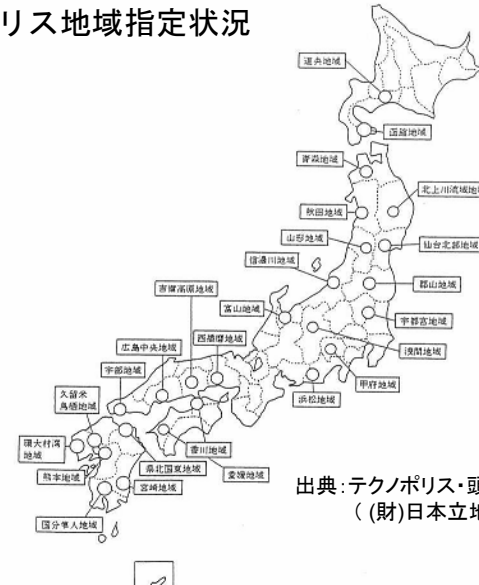 リス地域指定状況
道央地域
函館地域
青森地域
北上川流域地域
秋田地域
山形地域
仙台北部地域
信濃川地域
郡山地域
吉備高原地域
富山地域
宇都宮地域
西播磨地域
広島中央地域
浅間地域
宇部地域
甲府地域
久留米
鳥栖地域
浜松地域
環大村湾
地域
香川地域
県北国東地域
愛媛地域
熊本地域
宮崎地域
国分隼人地域
出典:テクノポリス・頭
( (財)日本立地